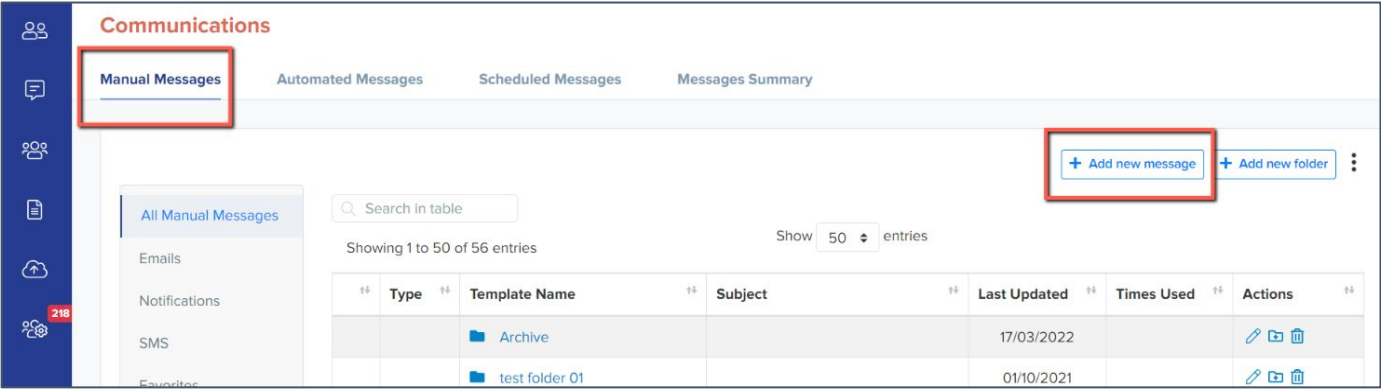 Communications
Manual Messages Automated Messages Scheduled Messages Messages Summary
+ Add new message + Add new folder
All Manual Messages
Search in table
Showing 1 to 50 of 56 entries
Show 50 entries
Emails
Notifications
SMS
Favorites
Type Template Name Subject Last Updated Times Used Actions
Archive 17/03/2022
test folder 01 01/10/2021
218